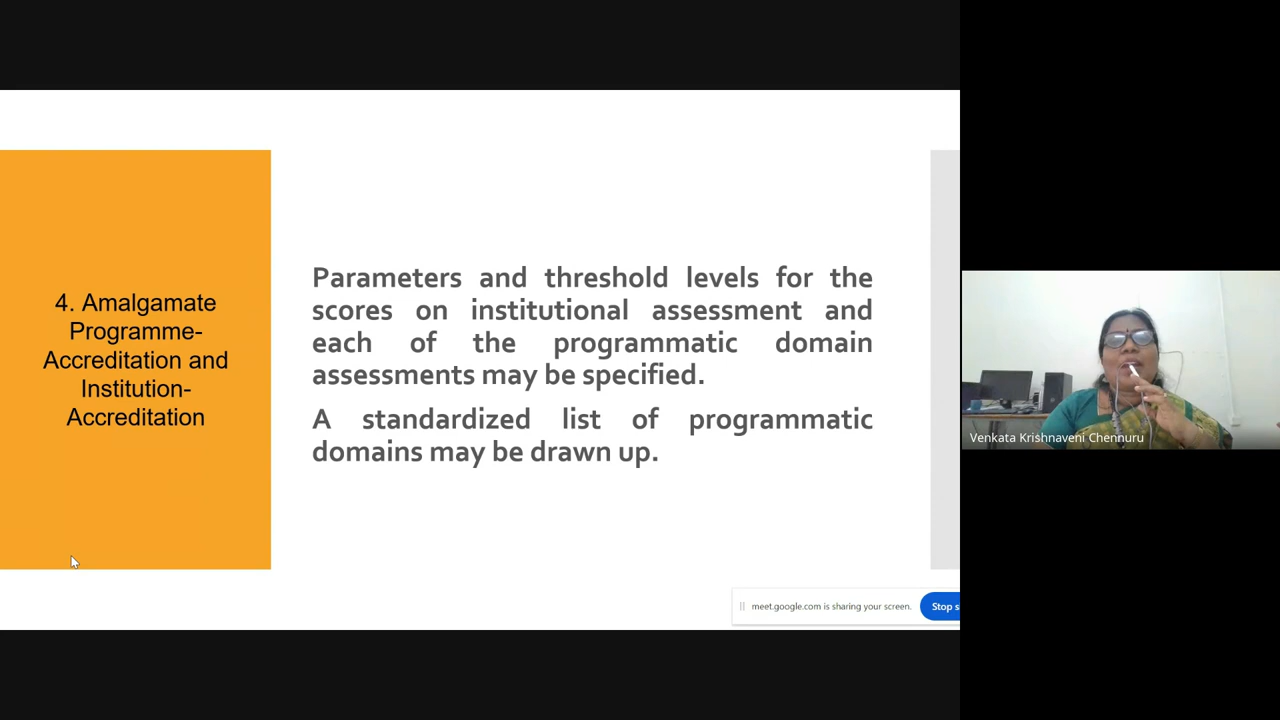 4. Amalgamate
Programme-
Accreditation and
Institution-
Accreditation
Parameters and threshold levels for the
scores on institutional assessment and
each of the programmatic domain
assessments may be specified.
A standardized list of programmatic
domains may be drawn up.
meet.google.com is sharing your screen.
Stop s
Venkata Krishnaveni Chennuru